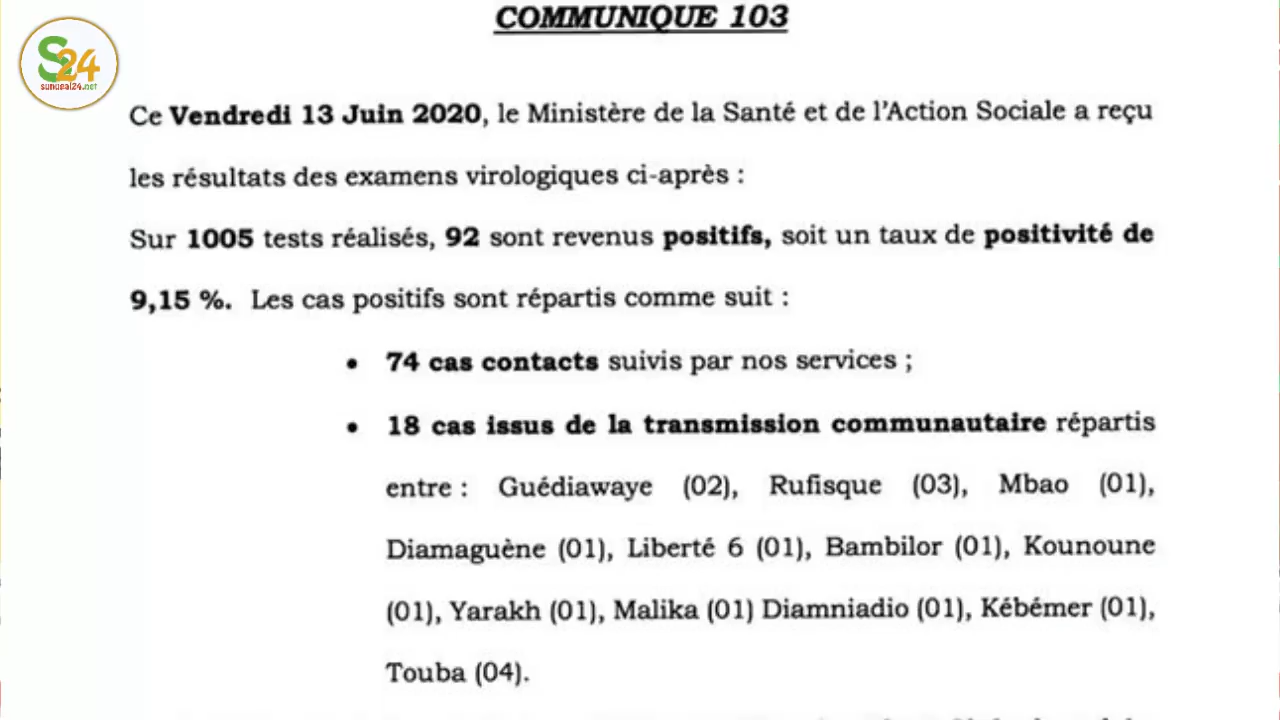 COMMUNIQUE 103
S24
sunugal24.net
Ce Vendredi 13 Juin 2020, le Ministère de la Santé et de l'Action Sociale a reçu
les résultats des examens virologiques ci-après :
Sur 1005 tests réalisés, 92 sont revenus positifs, soit un taux de positivité de
9,15 %. Les cas positifs sont répartis comme suit :
• 74 cas contacts suivis par nos services ;
• 18 cas issus de la transmission communautaire répartis
entre : Guédiawaye (02), Rufisque (03), Mbao (01),
Diamaguène (01), Liberté 6 (01), Bambilor (01), Kounoune
(01), Yarakh (01), Malika (01) Diamniadio (01), Kébémer (01),
Touba (04).